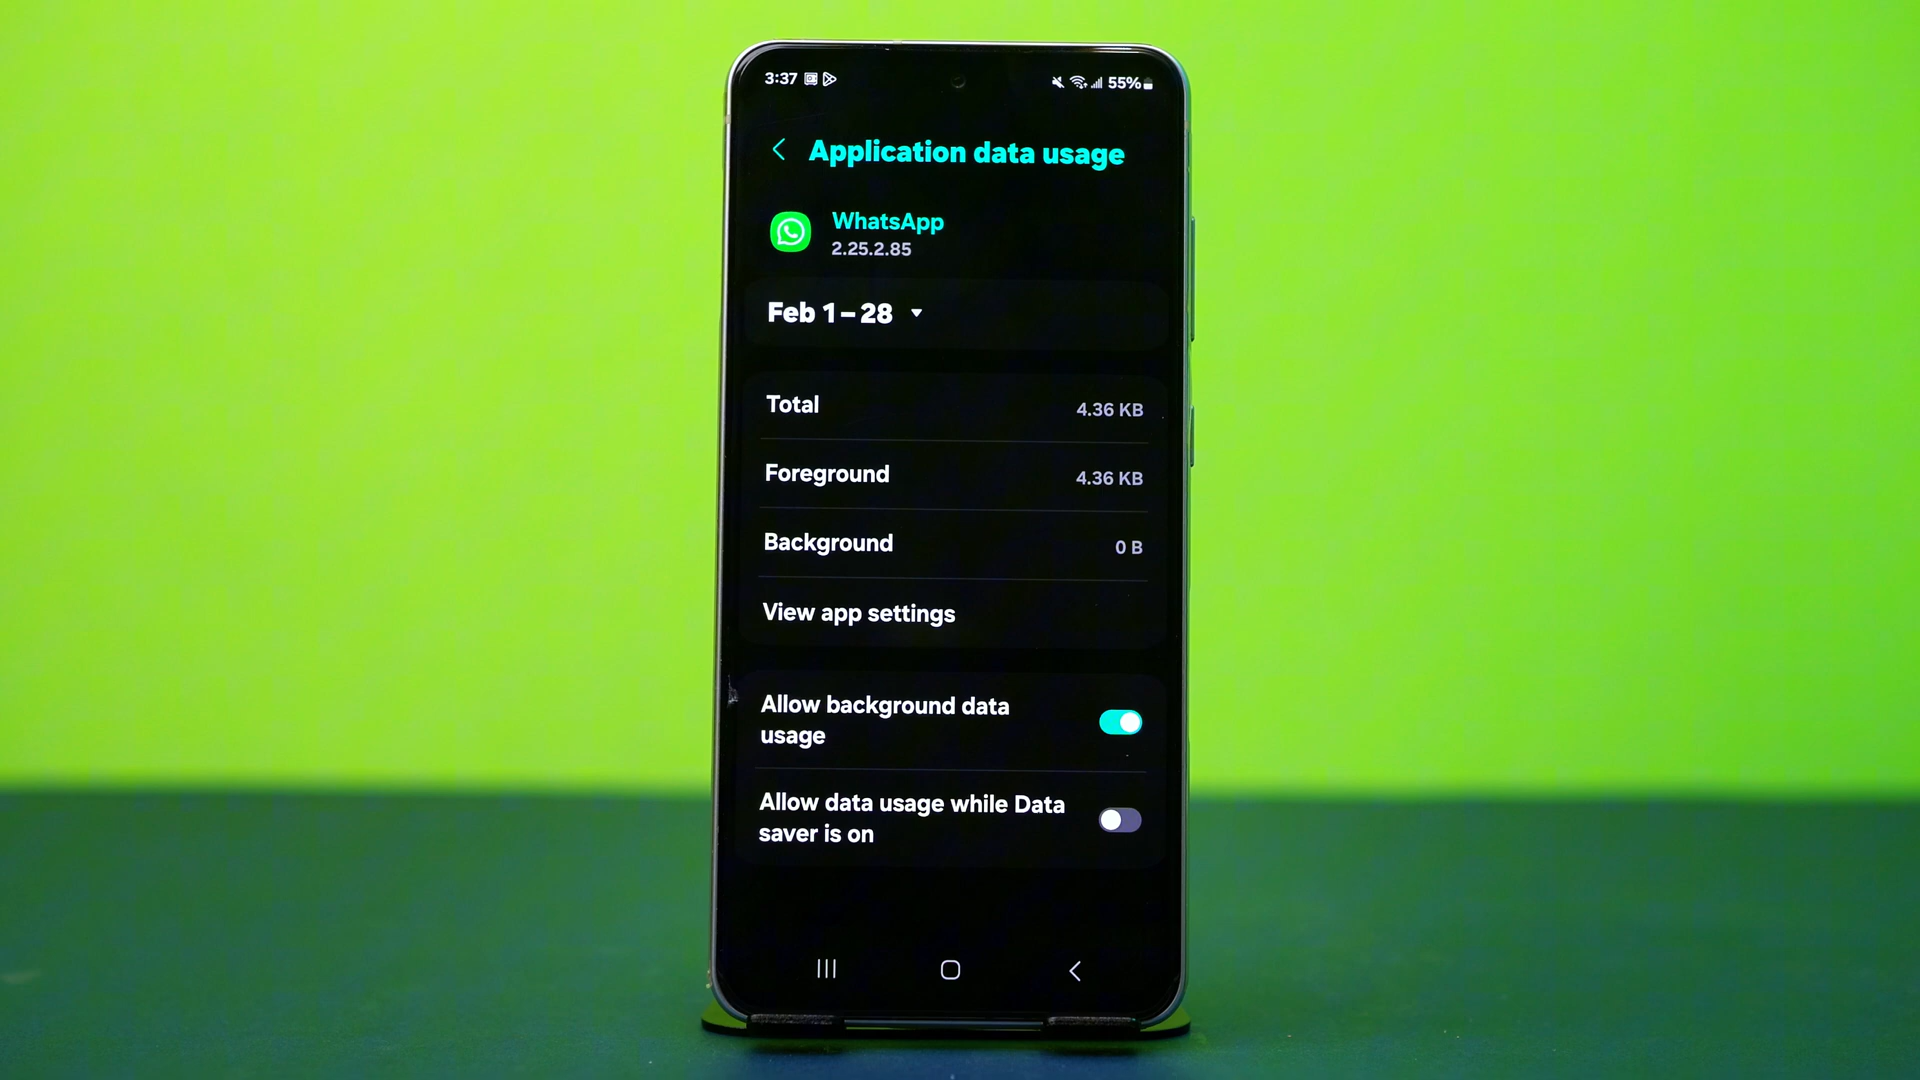 3:37
55%
Application data usage
WhatsApp
2.25.2.85
Feb 1 – 28
Total 4.36 KB
Foreground 4.36 KB
Background 0 B
View app settings
Allow background data
usage
Allow data usage while Data
saver is on